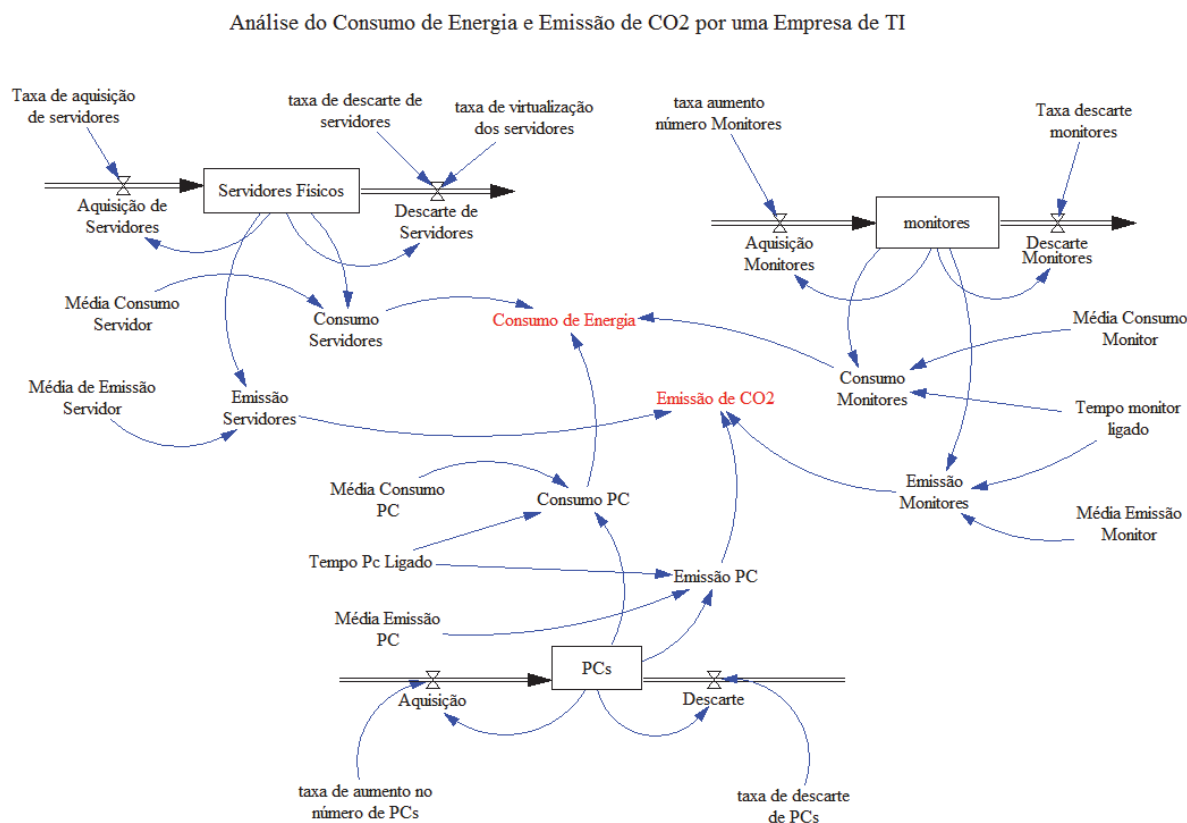 Análise do Consumo de Energia e Emissão de CO2 por uma Empresa de TI
Taxa de aquisição
de servidores
taxa de descarte de
servidores
taxa de virtualização
dos servidores
taxa aumento
número Monitores
Taxa descarte
monitores
Servidores Físicos
Aquisição de
Servidores
Descarte de
Servidores
monitores
Aquisição
Monitores
Descarte
Monitores
Média Consumo
Servidor
Consumo
Servidores
Consumo de Energia
Média Consumo
Monitor
Consumo
Monitores
Média de Emissão
Servidor
Emissão
Servidores
Emissão de CO2
Tempo monitor
ligado
Média Consumo
PC
Consumo PC
Emissão
Monitores
Média Emissão
Monitor
Tempo Pc Ligado
Emissão PC
Média Emissão
PC
PCs
Aquisição
Descarte
taxa de aumento no
número de PCs
taxa de descarte
de PCs